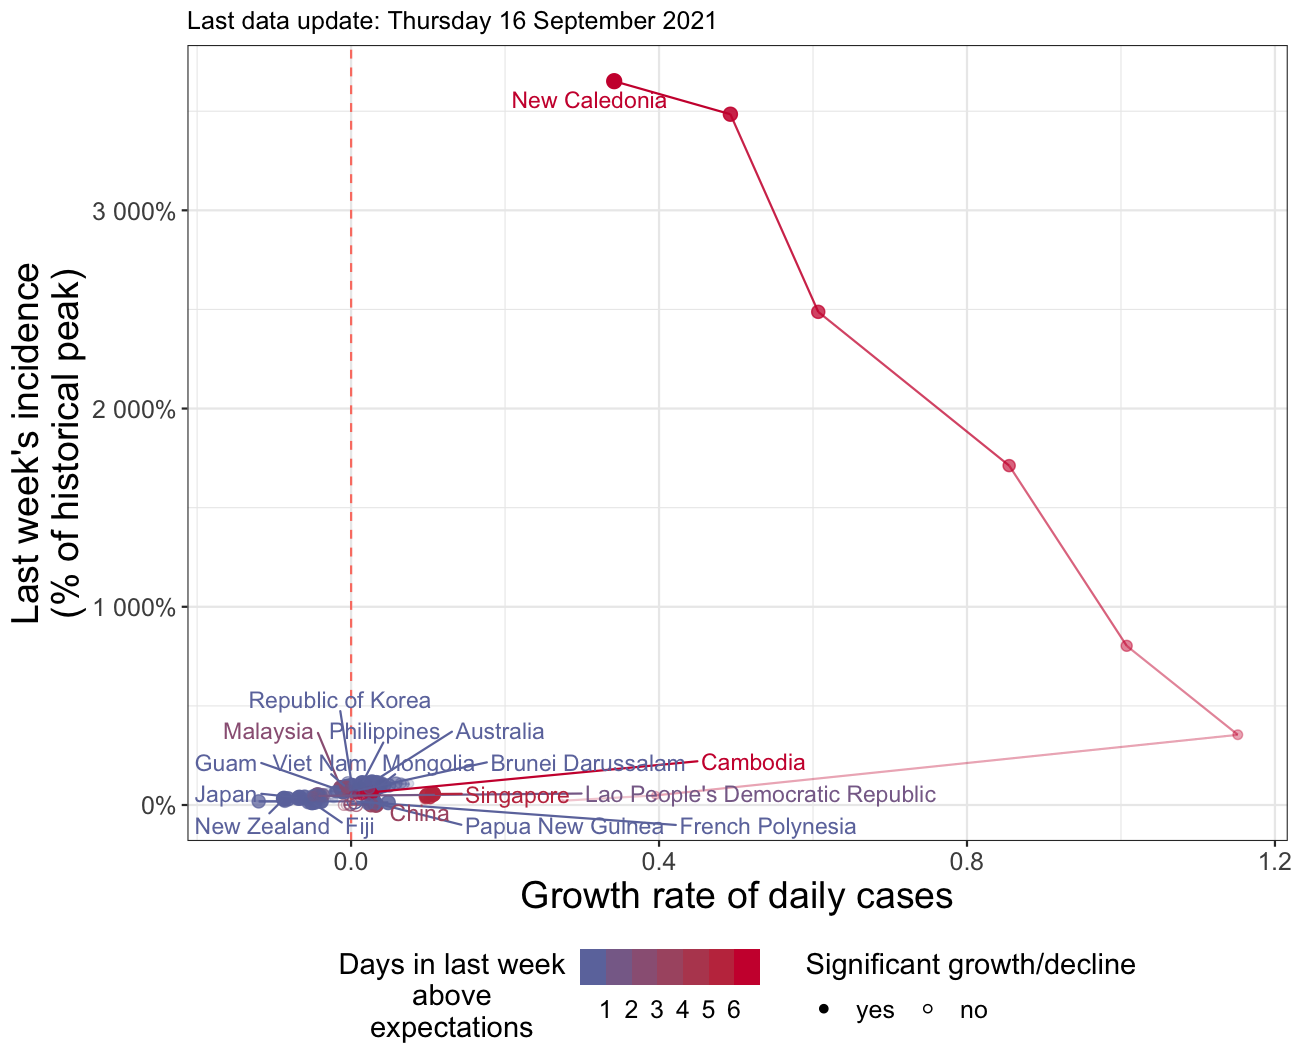 Last data update: Thursday 16 September 2021
Last week's incidence
(% of historical peak)
3 000%
2 000%
1 000%
0%
New Caledonia
Republic of Korea
Malaysia Philippines Australia
Guam Viet Nam Mongolia Brunei Darussalam Cambodia
Japan Singapore Lao People's Democratic Republic
China
New Zealand Fiji Papua New Guinea French Polynesia
0.0 0.4 0.8 1.2
Growth rate of daily cases
Days in last week
above
expectations
1 2 3 4 5 6
Significant growth/decline
yes no